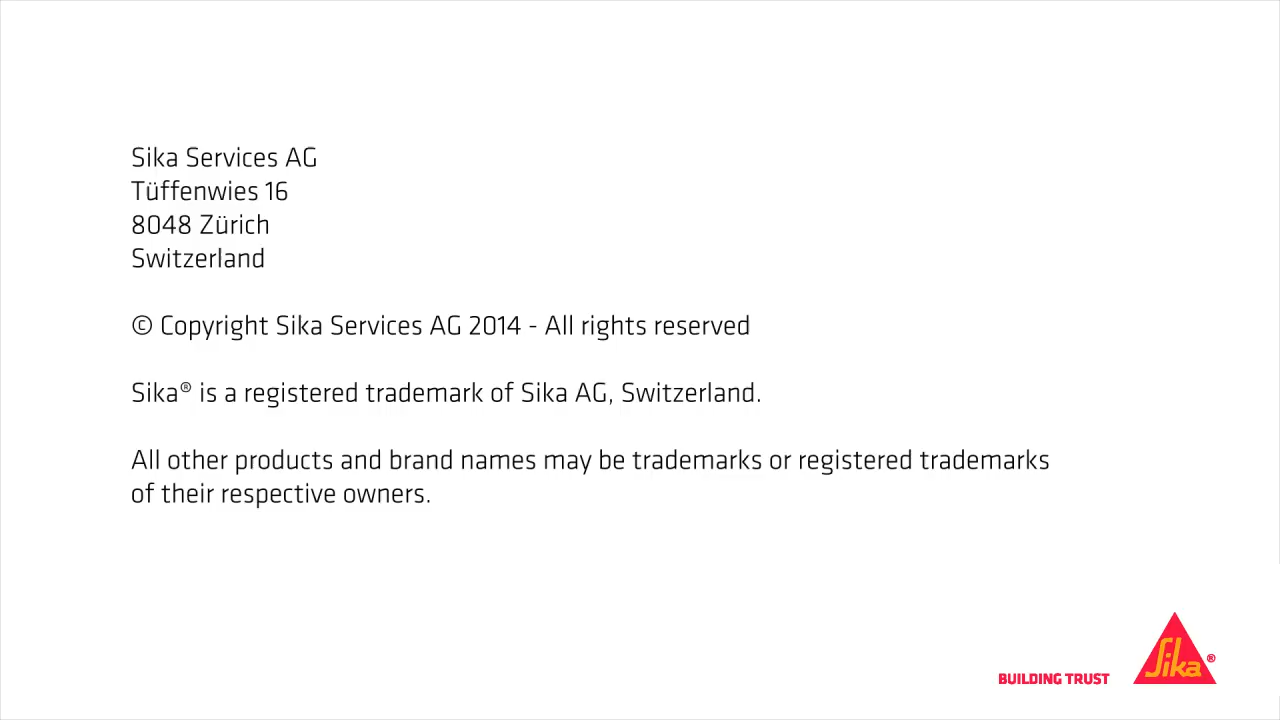 Sika Services AG
Tüffenwies 16
8048 Zürich
Switzerland
© Copyright Sika Services AG 2014 - All rights reserved
Sika® is a registered trademark of Sika AG, Switzerland.
All other products and brand names may be trademarks or registered trademarks
of their respective owners.
BUILDING TRUST
Sika®